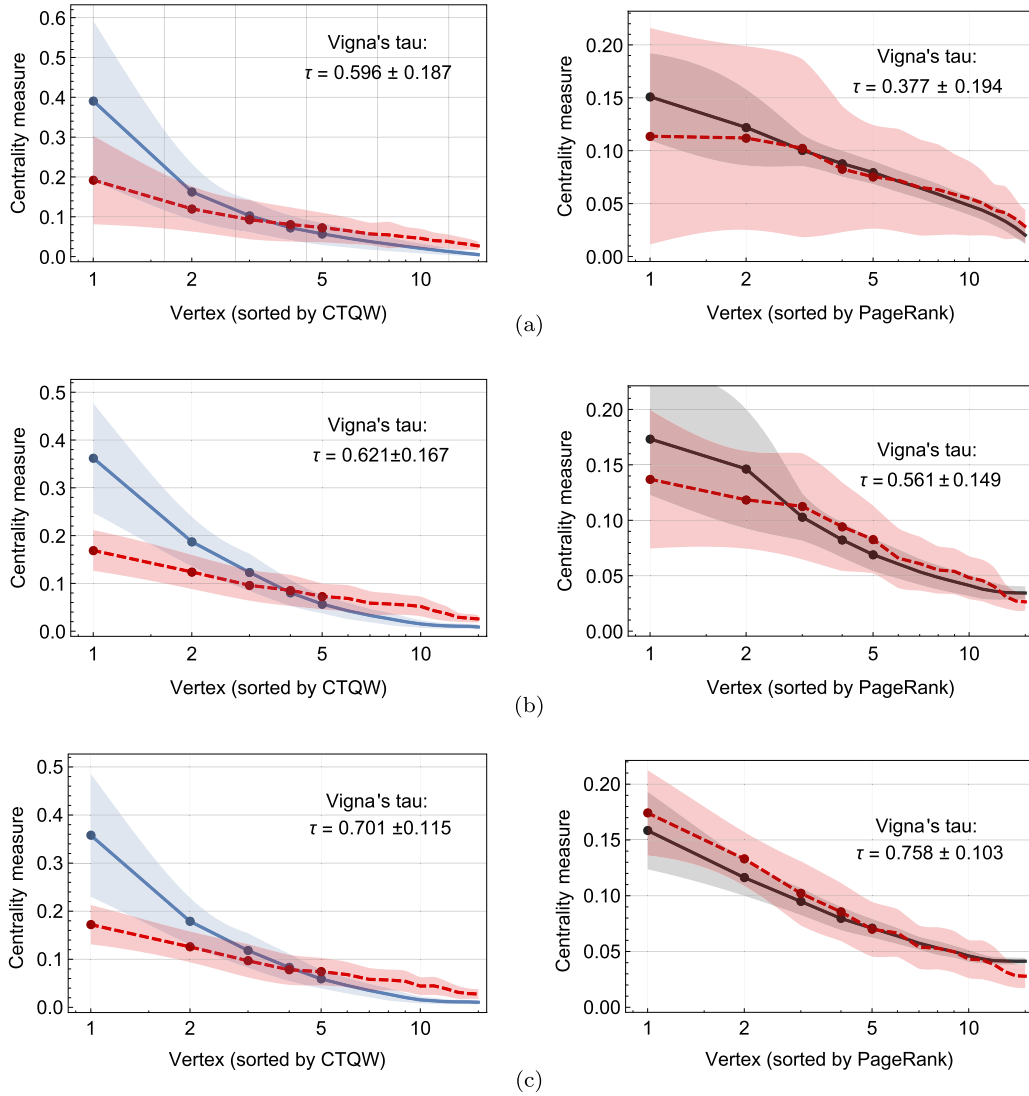 Centrality measure
0.6
0.5
0.4
0.3
0.2
0.1
0.0
Vigna's tau:
τ = 0.596 ± 0.187
1 2 5 10
Vertex (sorted by CTQW)
Centrality measure
0.20
0.15
0.10
0.05
0.00
Vigna's tau:
τ = 0.377 ± 0.194
1 2 5 10
Vertex (sorted by PageRank)
(a)
Centrality measure
0.5
0.4
0.3
0.2
0.1
0.0
Vigna's tau:
τ = 0.621±0.167
1 2 5 10
Vertex (sorted by CTQW)
Centrality measure
0.20
0.15
0.10
0.05
0.00
Vigna's tau:
τ = 0.561 ± 0.149
1 2 5 10
Vertex (sorted by PageRank)
(b)
Centrality measure
0.5
0.4
0.3
0.2
0.1
0.0
Vigna's tau:
τ = 0.701 ±0.115
1 2 5 10
Vertex (sorted by CTQW)
Centrality measure
0.20
0.15
0.10
0.05
0.00
Vigna's tau:
τ = 0.758 ± 0.103
1 2 5 10
Vertex (sorted by PageRank)
(c)